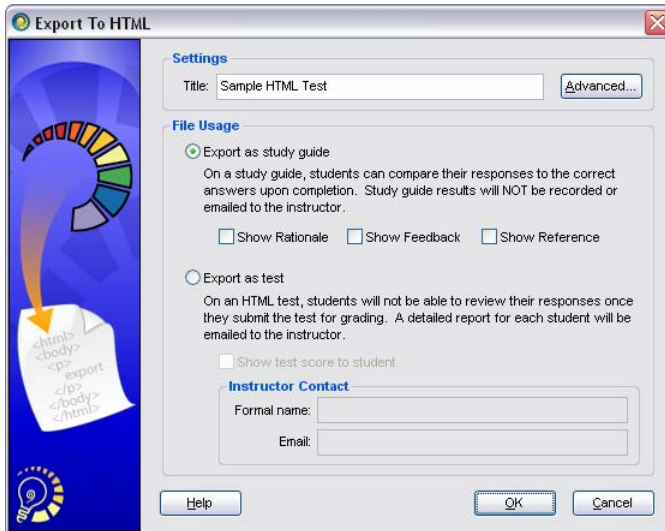 Export To HTML
Settings
Title: Sample HTML Test
Advanced...
File Usage
Export as study guide
On a study guide, students can compare their responses to the correct
answers upon completion. Study guide results will NOT be recorded or
emailed to the instructor.
Show Rationale Show Feedback Show Reference
Export as test
On an HTML test, students will not be able to review their responses once
they submit the test for grading. A detailed report for each student will be
emailed to the instructor.
Show test score to student
Instructor Contact
Formal name:
Email:
<html>
<body>
<p>
export
</p>
</body>
</html>
Help OK Cancel